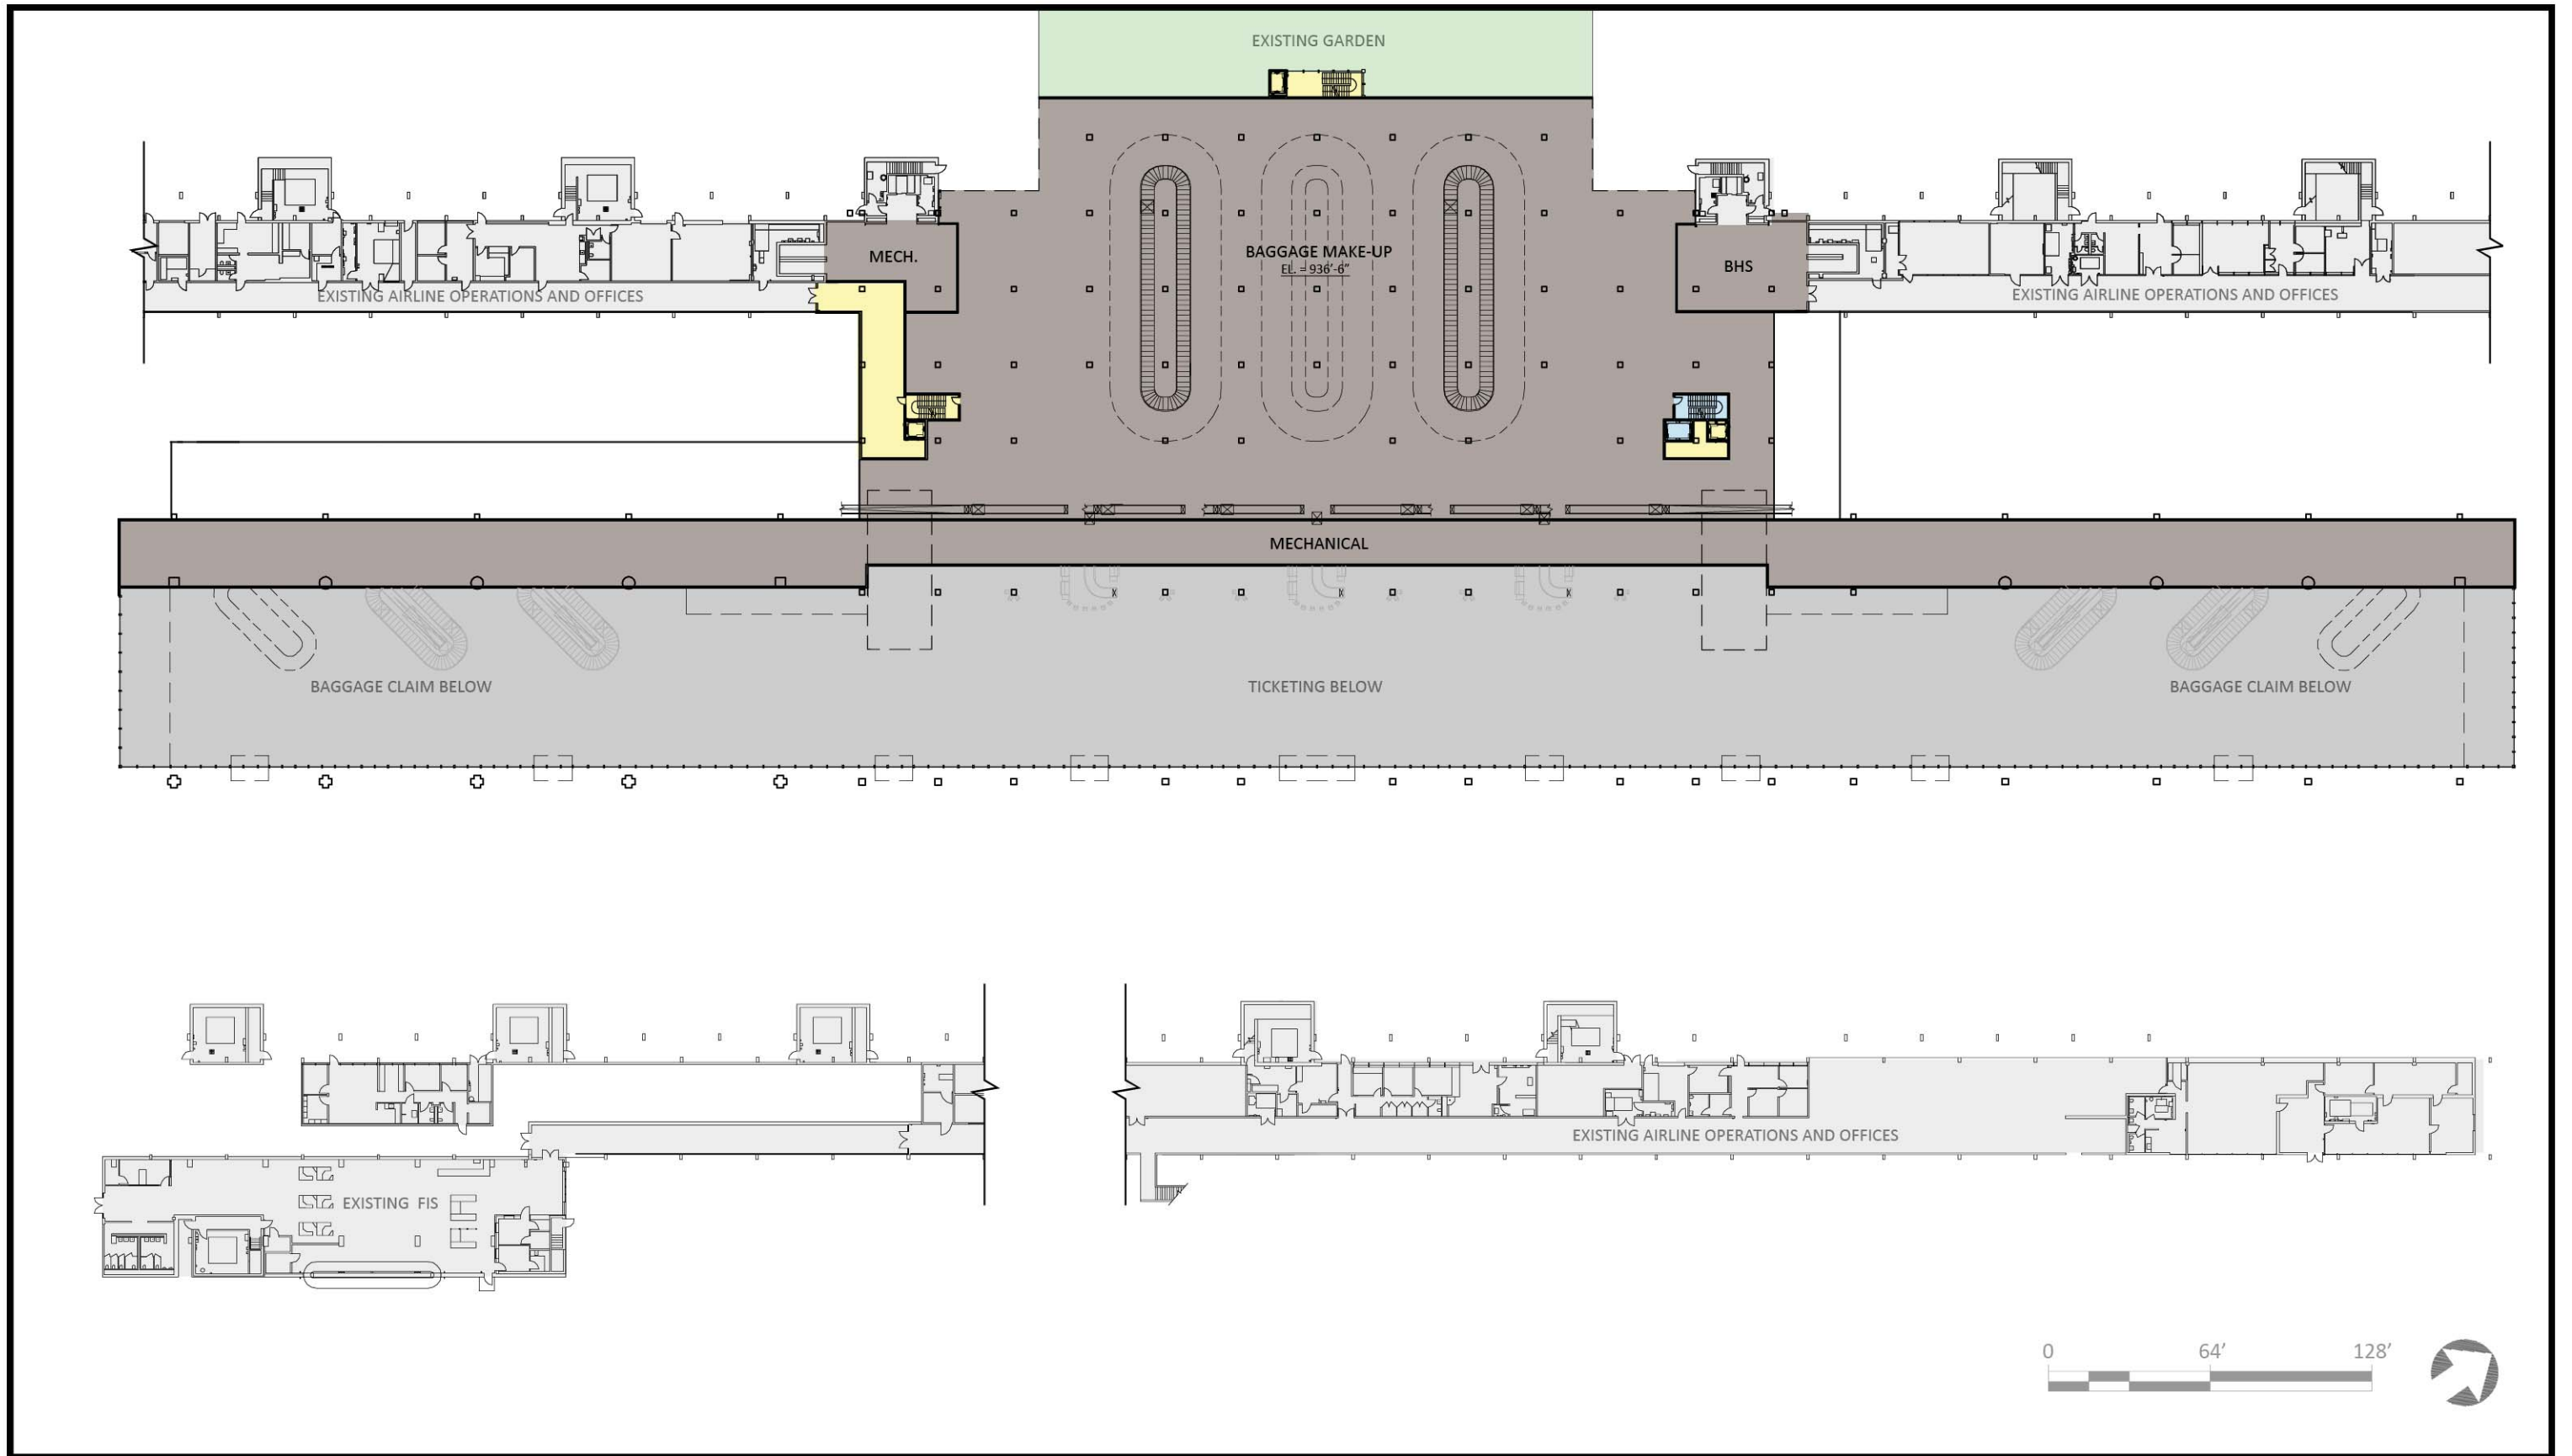 EXISTING GARDEN
BAGGAGE MAKE-UP
EL. = 936'-6"
MECH.
BHS
EXISTING AIRLINE OPERATIONS AND OFFICES
EXISTING AIRLINE OPERATIONS AND OFFICES
MECHANICAL
BAGGAGE CLAIM BELOW
TICKETING BELOW
BAGGAGE CLAIM BELOW
EXISTING AIRLINE OPERATIONS AND OFFICES
EXISTING FIS
0 64' 128'